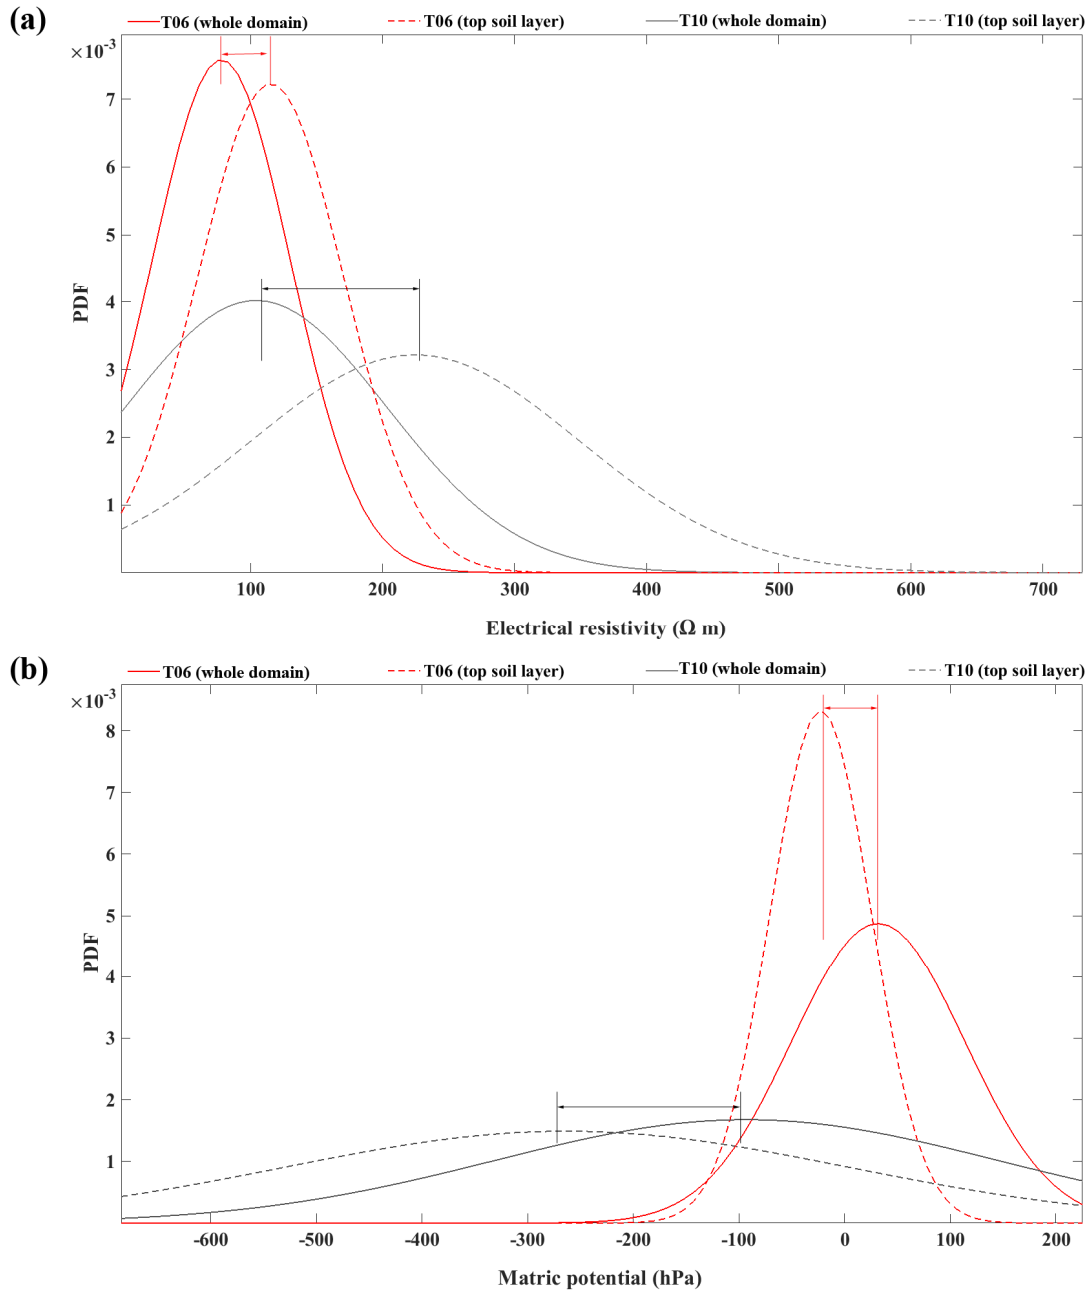 (a)
T06 (whole domain) T06 (top soil layer) T10 (whole domain) T10 (top soil layer)
×10-3
7
6
5
4
3
2
1
PDF
100 200 300 400 500 600 700
Electrical resistivity (Ω m)
(b)
T06 (whole domain) T06 (top soil layer) T10 (whole domain) T10 (top soil layer)
×10-3
8
7
6
5
4
3
2
1
PDF
-600 -500 -400 -300 -200 -100 0 100 200
Matric potential (hPa)